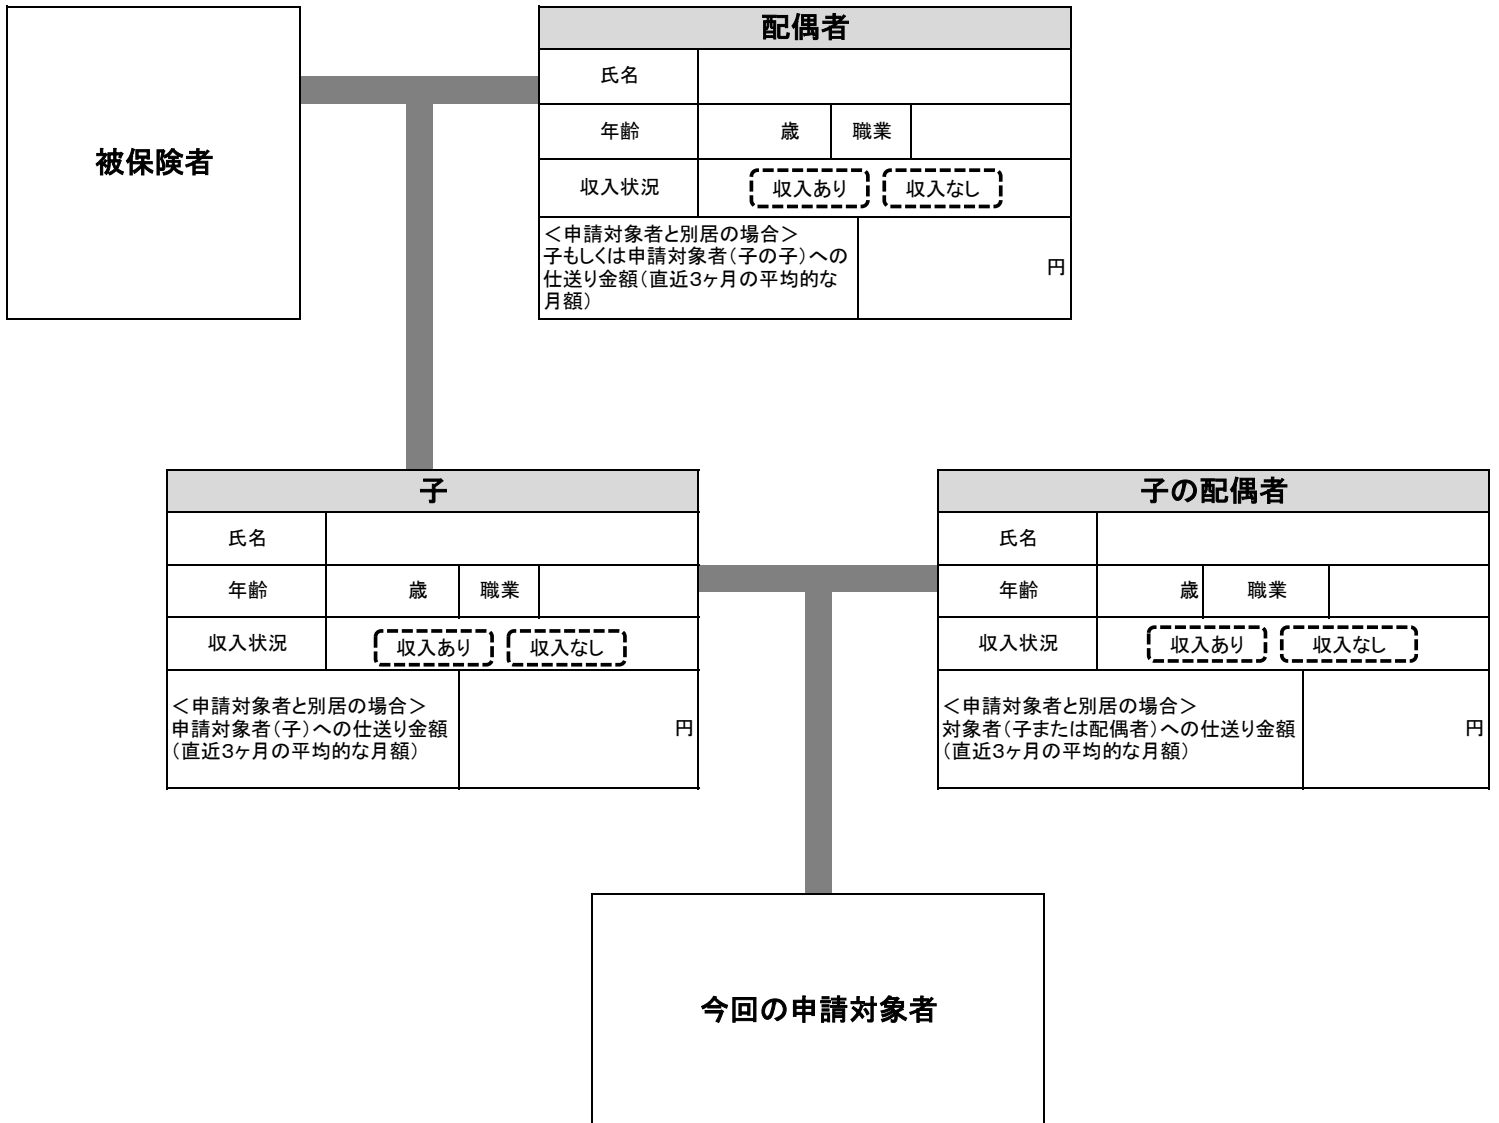 被保険者
配偶者
氏名
年齢 歳 職業
収入状況 収入あり 収入なし
＜申請対象者と別居の場合＞
子もしくは申請対象者（子の子）への
仕送り金額（直近3ヶ月の平均的な
月額）
円
子
氏名
年齢 歳 職業
収入状況 収入あり 収入なし
＜申請対象者と別居の場合＞
申請対象者（子）への仕送り金額
（直近3ヶ月の平均的な月額）
円
子の配偶者
氏名
年齢 歳 職業
収入状況 収入あり 収入なし
＜申請対象者と別居の場合＞
対象者（子または配偶者）への仕送り金額
（直近3ヶ月の平均的な月額）
円
今回の申請対象者